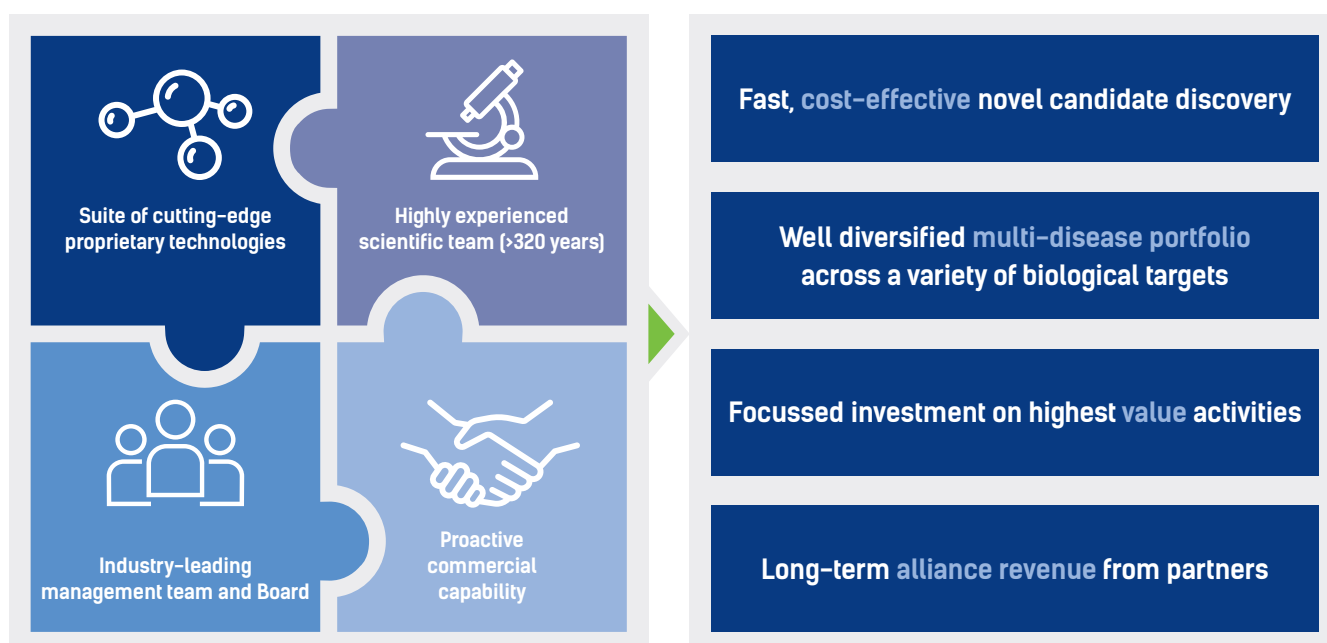 Suite of cutting-edge
proprietary technologies
Highly experienced
scientific team (>320 years)
Industry-leading
management team and Board
Proactive
commercial
capability
Fast, cost-effective novel candidate discovery
Well diversified multi-disease portfolio
across a variety of biological targets
Focussed investment on highest value activities
Long-term alliance revenue from partners